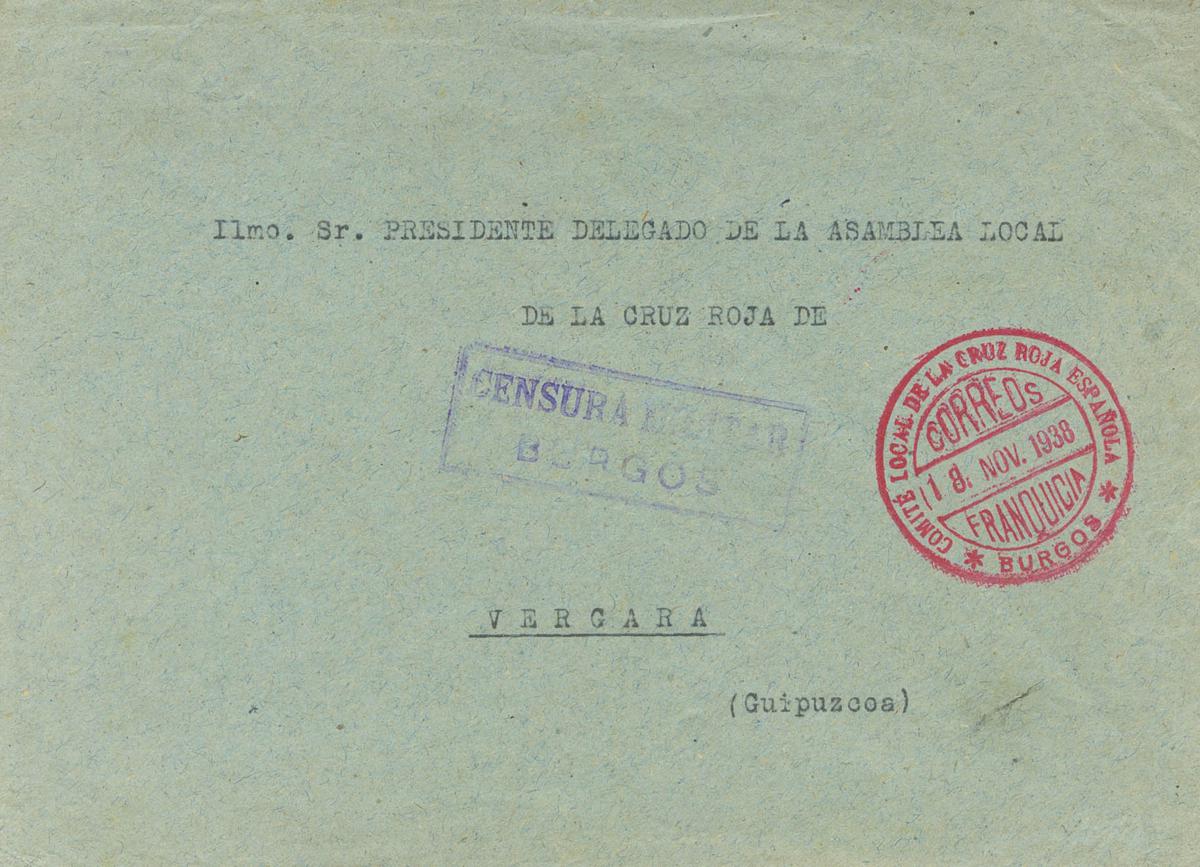 Ilmo. Sr. PRESIDENTE DELEGADO DE LA ASAMBLEA LOCAL
DE LA CRUZ ROJA DE
CENSURA MILITAR
BURGOS
COMITÉ LOCAL DE LA CRUZ ROJA ESPAÑOLA
CORREOS
18. NOV. 1938
FRANQUICIA
* BURGOS *
VERGARA
(Guipuzcoa)